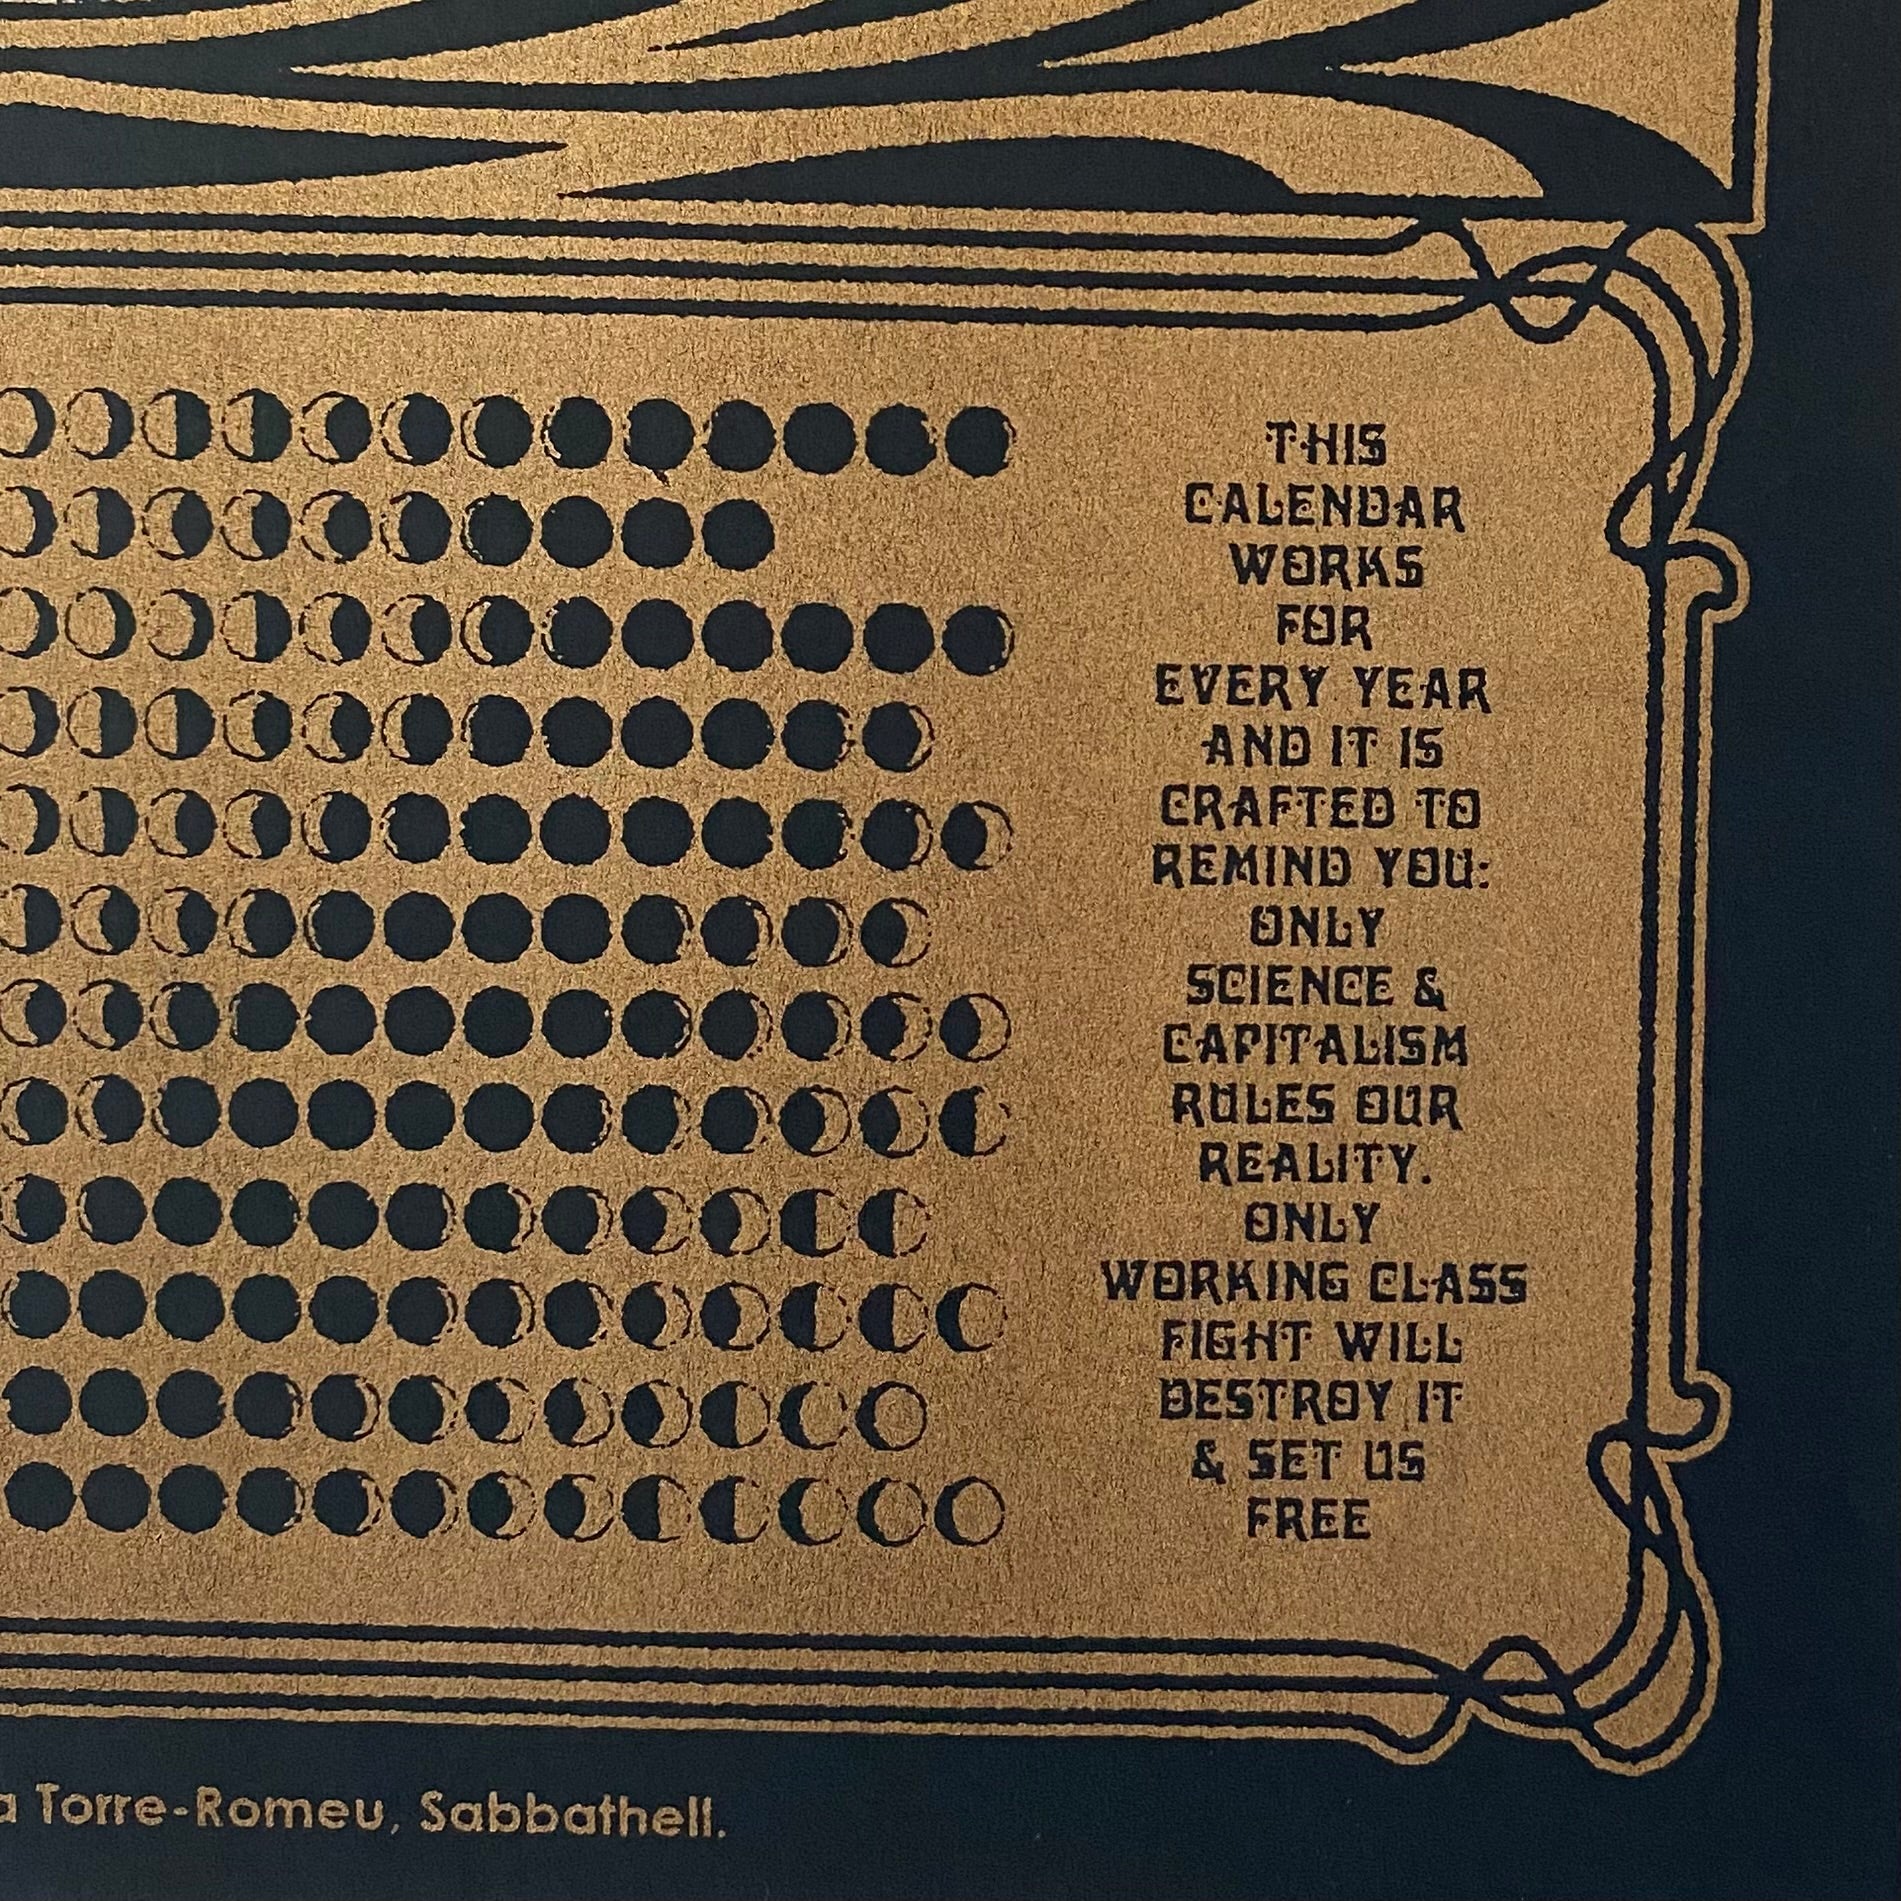 THIS
CALENDAR
WORKS
FOR
EVERY YEAR
AND IT IS
CRAFTED TO
REMIND YOU:
ONLY
SCIENCE &
CAPITALISM
RULES OUR
REALITY.
ONLY
WORKING CLASS
FIGHT WILL
DESTROY IT
& SET US
FREE
a Torre-Romeu, Sabbathell.